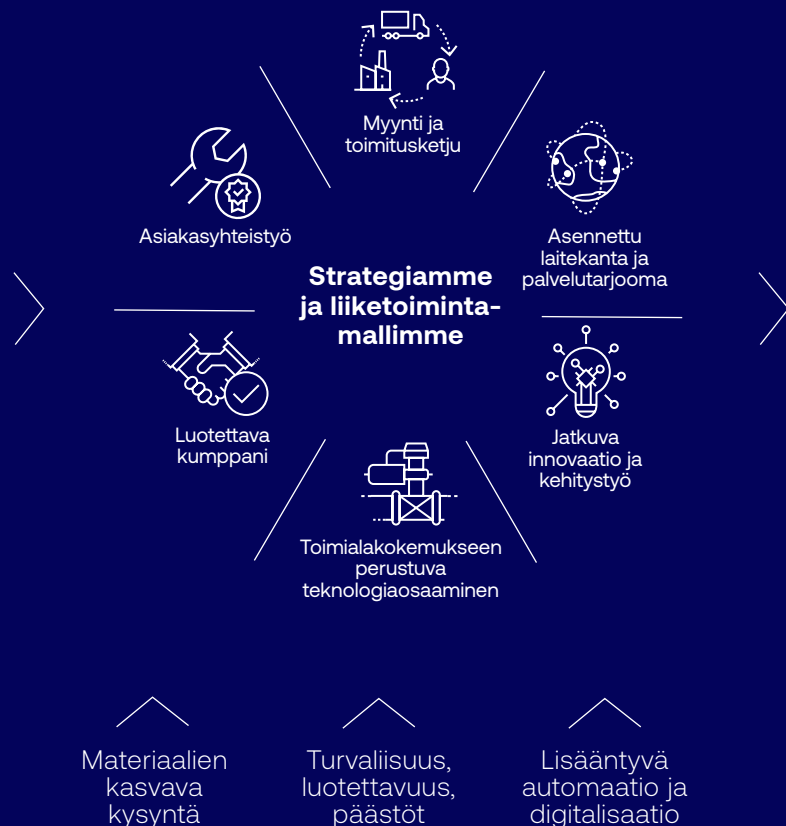 Myynti ja
toimitusketju
Asiakasyhteistyö
Asennettu
laitekanta ja
palvelutarjooma
Strategiamme
ja liiketoiminta-
mallimme
Luotettava
kumppani
Jatkuva
innovaatio ja
kehitystyö
Toimialakokemukseen
perustuva
teknologiaosaaminen
Materiaalien
kasvava
kysyntä
Turvaliisuus,
luotettavuus,
päästöt
Lisääntyvä
automaatio ja
digitalisaatio